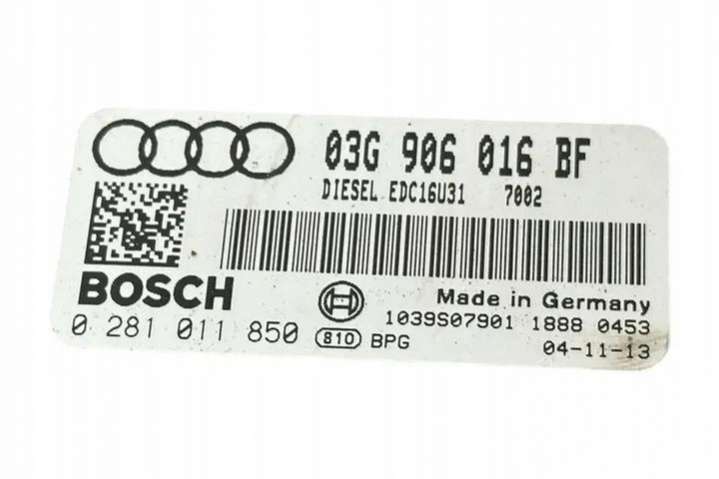 03G 906 016 BF
DIESEL EDC16U31 7002
BOSCH
Made in Germany
0 281 011 850
810 BPG
1039S07901 1888 0453
04-11-13